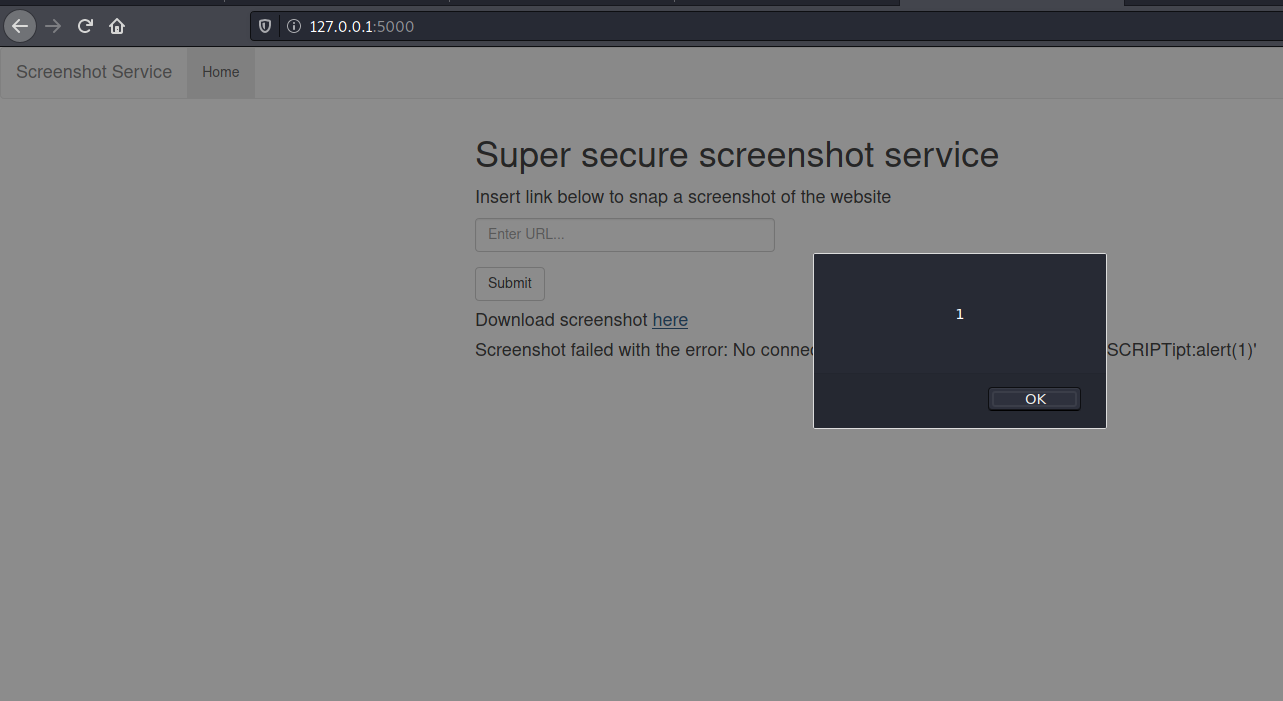 127.0.0.1:5000
Screenshot Service Home
Super secure screenshot service
Insert link below to snap a screenshot of the website
Enter URL...
Submit
1
Download screenshot here
Screenshot failed with the error: No SCRIPTipt:alert(1)'
OK